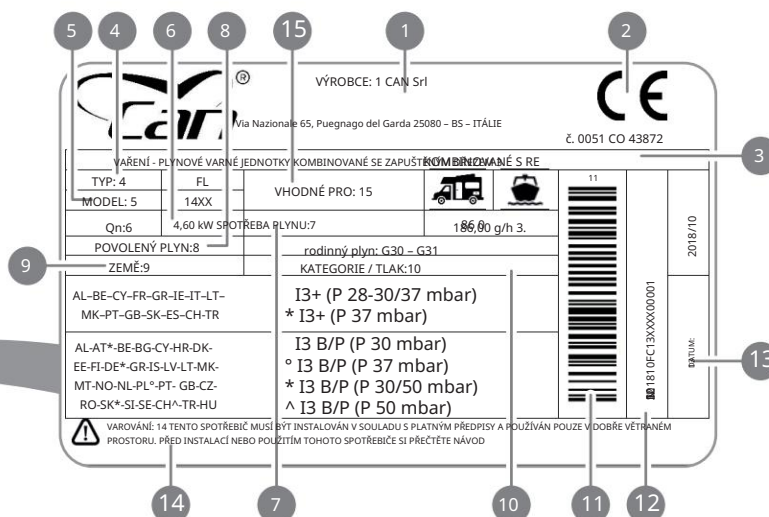 5 4 6 8 15 1 2
Can ®
VÝROBCE: 1 CAN Srl
Via Nazionale 65, Puegnago del Garda 25080 – BS – ITÁLIE
CE
č. 0051 CO 43872
3
VAŘENÍ - PLYNOVÉ VARNÉ JEDNOTKY KOMBINOVANÉ SE ZAPUŠTĚNÝM
KOMBINOVANÉ S RE
TYP: 4 FL
MODEL: 5 14XX
VHODNÉ PRO: 15
11
Qn:6 4,60 kW SPOTŘEBA PLYNU:7 g/h 3.
POVOLENÝ PLYN:8 rodinný plyn: G30 – G31
9
ZEMĚ:9 KATEGORIE / TLAK:10
AL–BE–CY–FR–GR–IE–IT–LT– I3+ (P 28-30/37 mbar)
MK–PT–GB–SK–ES–CH-TR * I3+ (P 37 mbar)
AL-AT*-BE-BG-CY-HR-DK- I3 B/P (P 30 mbar)
EE-FI-DE*-GR-IS-LV-LT-MK- ° I3 B/P (P 37 mbar)
MT-NO-NL-PL°-PT- GB-CZ- * I3 B/P (P 30/50 mbar)
RO-SK*-SI-SE-CH^-TR-HU ^ I3 B/P (P 50 mbar)
01810FC13XXXX00001
2018/10
DATUM:
13
VAROVÁNÍ: 14 TENTO SPOTŘEBIČ MUSÍ BÝT INSTALOVÁN V SOULADU S PLATNÝM PŘEDPISY A POUŽÍVÁN POUZE V DOBŘE VĚTRANÉM
PROSTORU. PŘED INSTALACÍ NEBO POUŽITÍM TOHOTO SPOTŘEBIČE SI PŘEČTĚTE NÁVOD
14 7 10 11 12